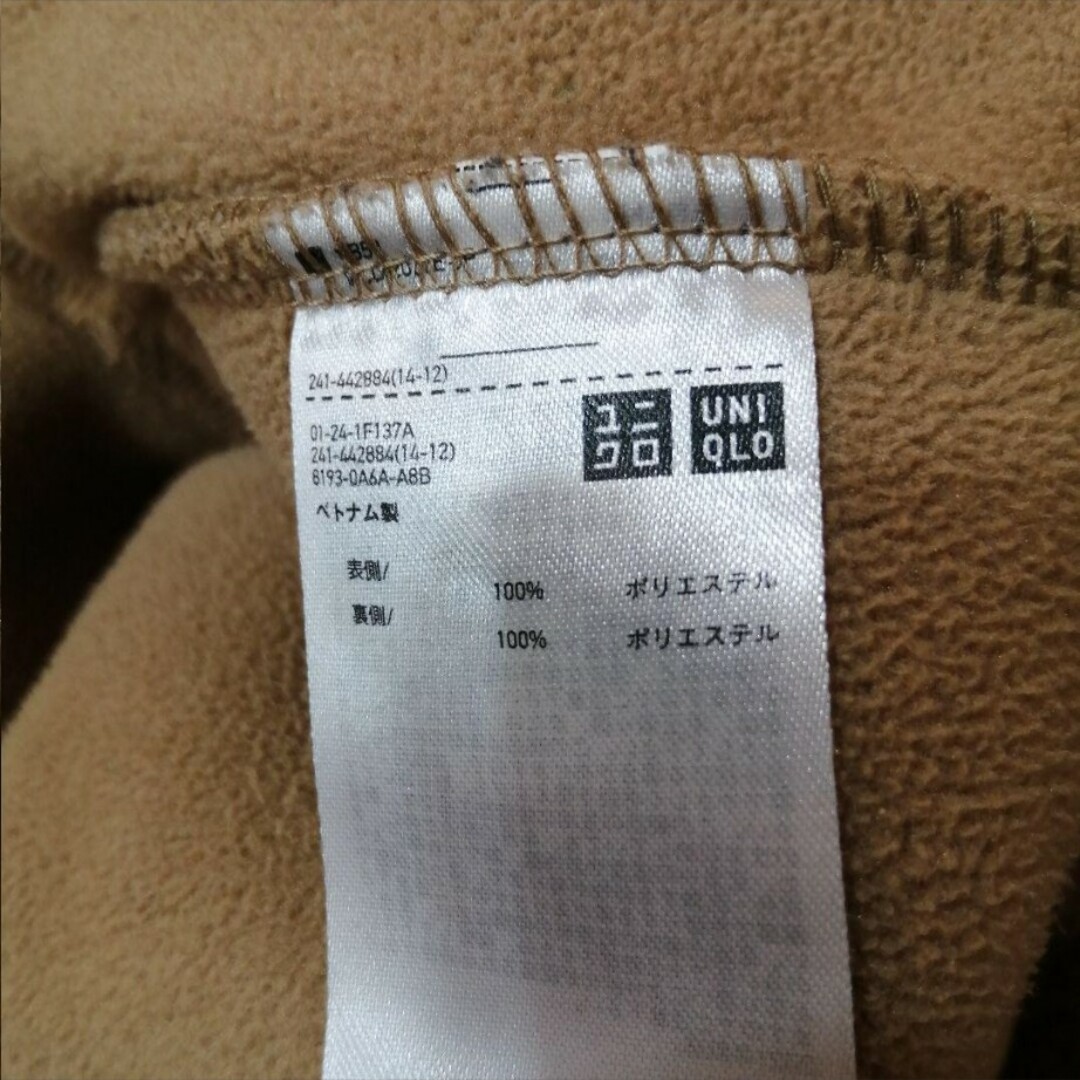 241-442884(14-12)
ユニ
クロ
UNI
QLO
01-24-1F137A
241-442884(14-12)
8193-0A6A-A8B
ベトナム製
表側/
100% ポリエステル
裏側/
100% ポリエステル